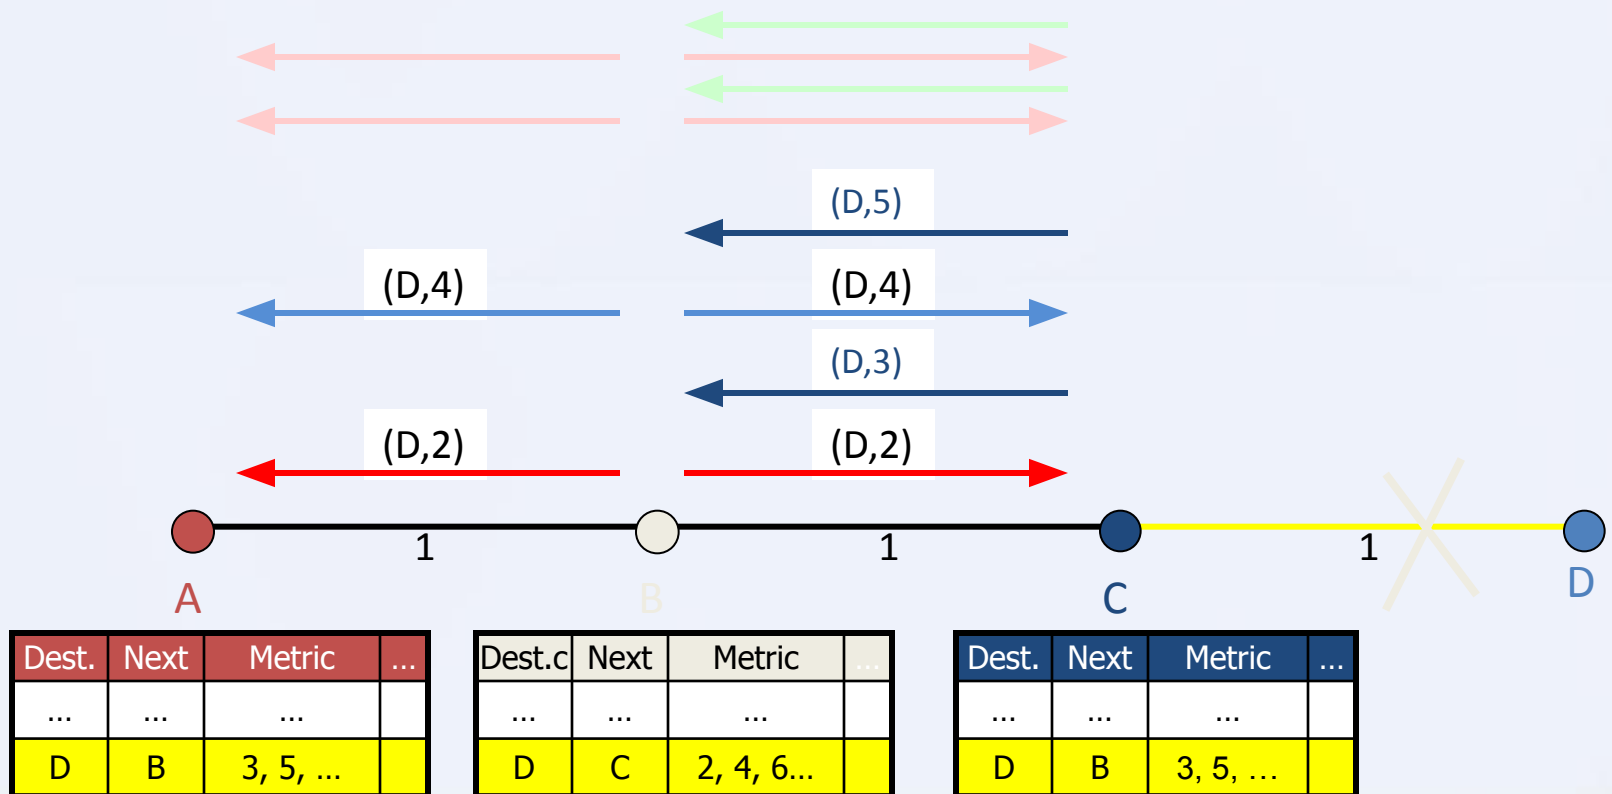 (D,5)
(D,4) (D,4)
(D,3)
(D,2) (D,2)
1 1 1
A B C D
Dest. Next Metric ...
... ... ...
D B 3, 5, ...
Dest.c Next Metric ...
... ... ...
D C 2, 4, 6...
Dest. Next Metric ...
... ... ...
D B 3, 5, ...